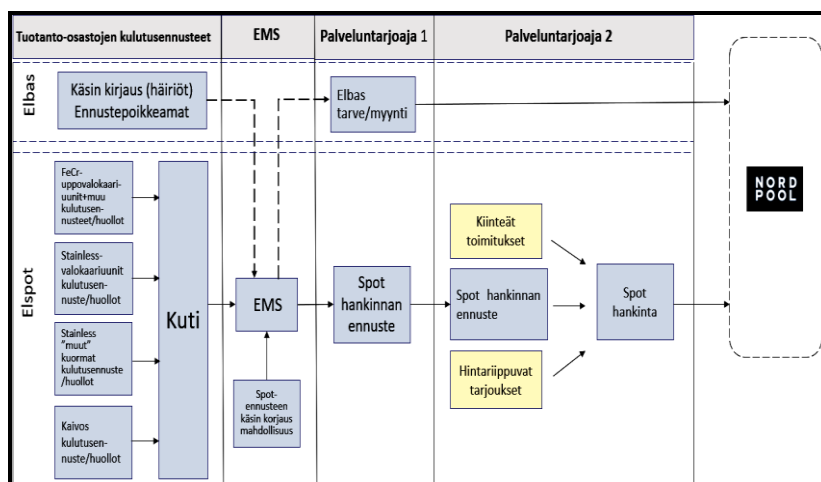 Tuotanto-osastojen kulutusennusteet
EMS
Palveluntarjoaja 1
Palveluntarjoaja 2
Elbas
Käsin kirjaus (häiriöt)
Ennustepoikkeamat
Elbas
tarve/myynti
NORD
POOL
Elspot
FeCr-
uppovalokaari-
uunit+muu
kulutusen-
nusteet/huollot
Stainless-
valokaariuunit
kulutusen-
nuste/huollot
Stainless
"muut"
kuormat
kulutusennuste
/huollot
Kaivos
kulutusen-
nuste/huollot
Kuti
EMS
Spot-
ennusteen
käsin korjaus
mahdollisuus
Spot
hankinnan
ennuste
Kiinteät
toimitukset
Spot hankinnan
ennuste
Hintariippuvat
tarjoukset
Spot
hankinta